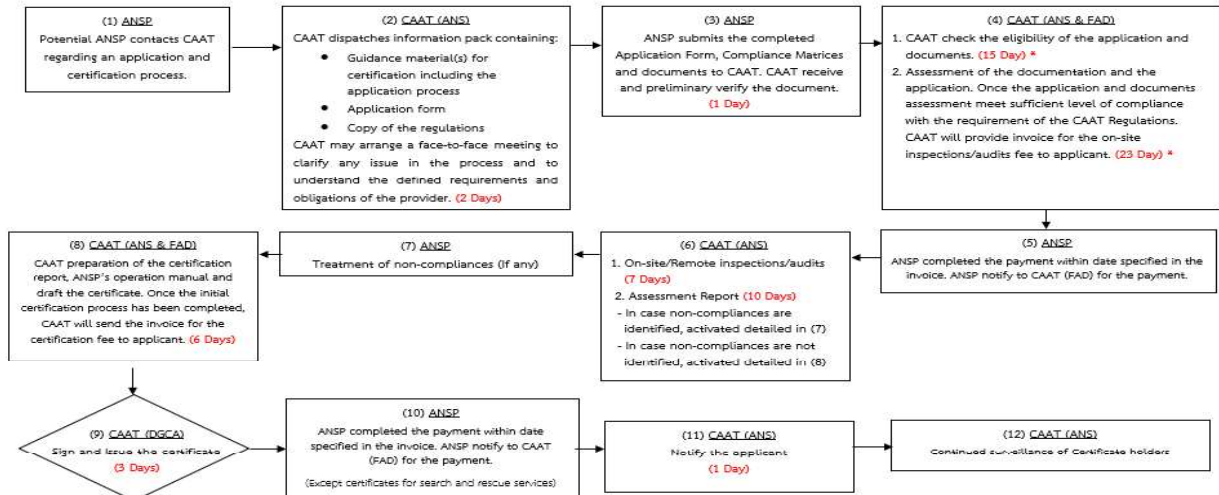 (1) ANSP
Potential ANSP contacts CAAT
regarding an application and
certification process.
(2) CAAT (ANS)
CAAT dispatches information pack containing:
• Guidance material(s) for
certification including the
application process
• Application form
• Copy of the regulations
CAAT may arrange a face-to-face meeting to
clarify any issue in the process and to
understand the defined requirements and
obligations of the provider. (2 Days)
(3) ANSP
ANSP submits the completed
Application Form, Compliance Matrices
and documents to CAAT. CAAT receive
and preliminary verify the document.
(1 Day)
(4) CAAT (ANS & FAD)
1. CAAT check the eligibility of the application and
documents. (15 Day) *
2. Assessment of the documentation and the
application. Once the application and documents
assessment meet sufficient level of compliance
with the requirement of the CAAT Regulations.
CAAT will provide invoice for the on-site
inspections/audits fee to applicant. (23 Day) *
(5) ANSP
ANSP completed the payment within date specified in the
invoice. ANSP notify to CAAT (FAD) for the payment.
(6) CAAT (ANS)
1. On-site/Remote inspections/audits
(7 Days)
2. Assessment Report (10 Days)
- In case non-compliances are
identified, activated detailed in (7)
- In case non-compliances are not
identified, activated detailed in (8)
(7) ANSP
Treatment of non-compliances (If any)
(8) CAAT (ANS & FAD)
CAAT preparation of the certification
report, ANSP's operation manual and
draft the certificate. Once the initial
certification process has been completed,
CAAT will send the invoice for the
certification fee to applicant. (6 Days)
(9) CAAT (DGCA)
Sign and issue the certificate
(3 Days)
(10) ANSP
ANSP completed the payment within date
specified in the invoice. ANSP notify to CAAT
(FAD) for the payment.
(Except certificates for search and rescue services)
(11) CAAT (ANS)
Notify the applicant
(1 Day)
(12) CAAT (ANS)
Continued surveillance of Certificate holders